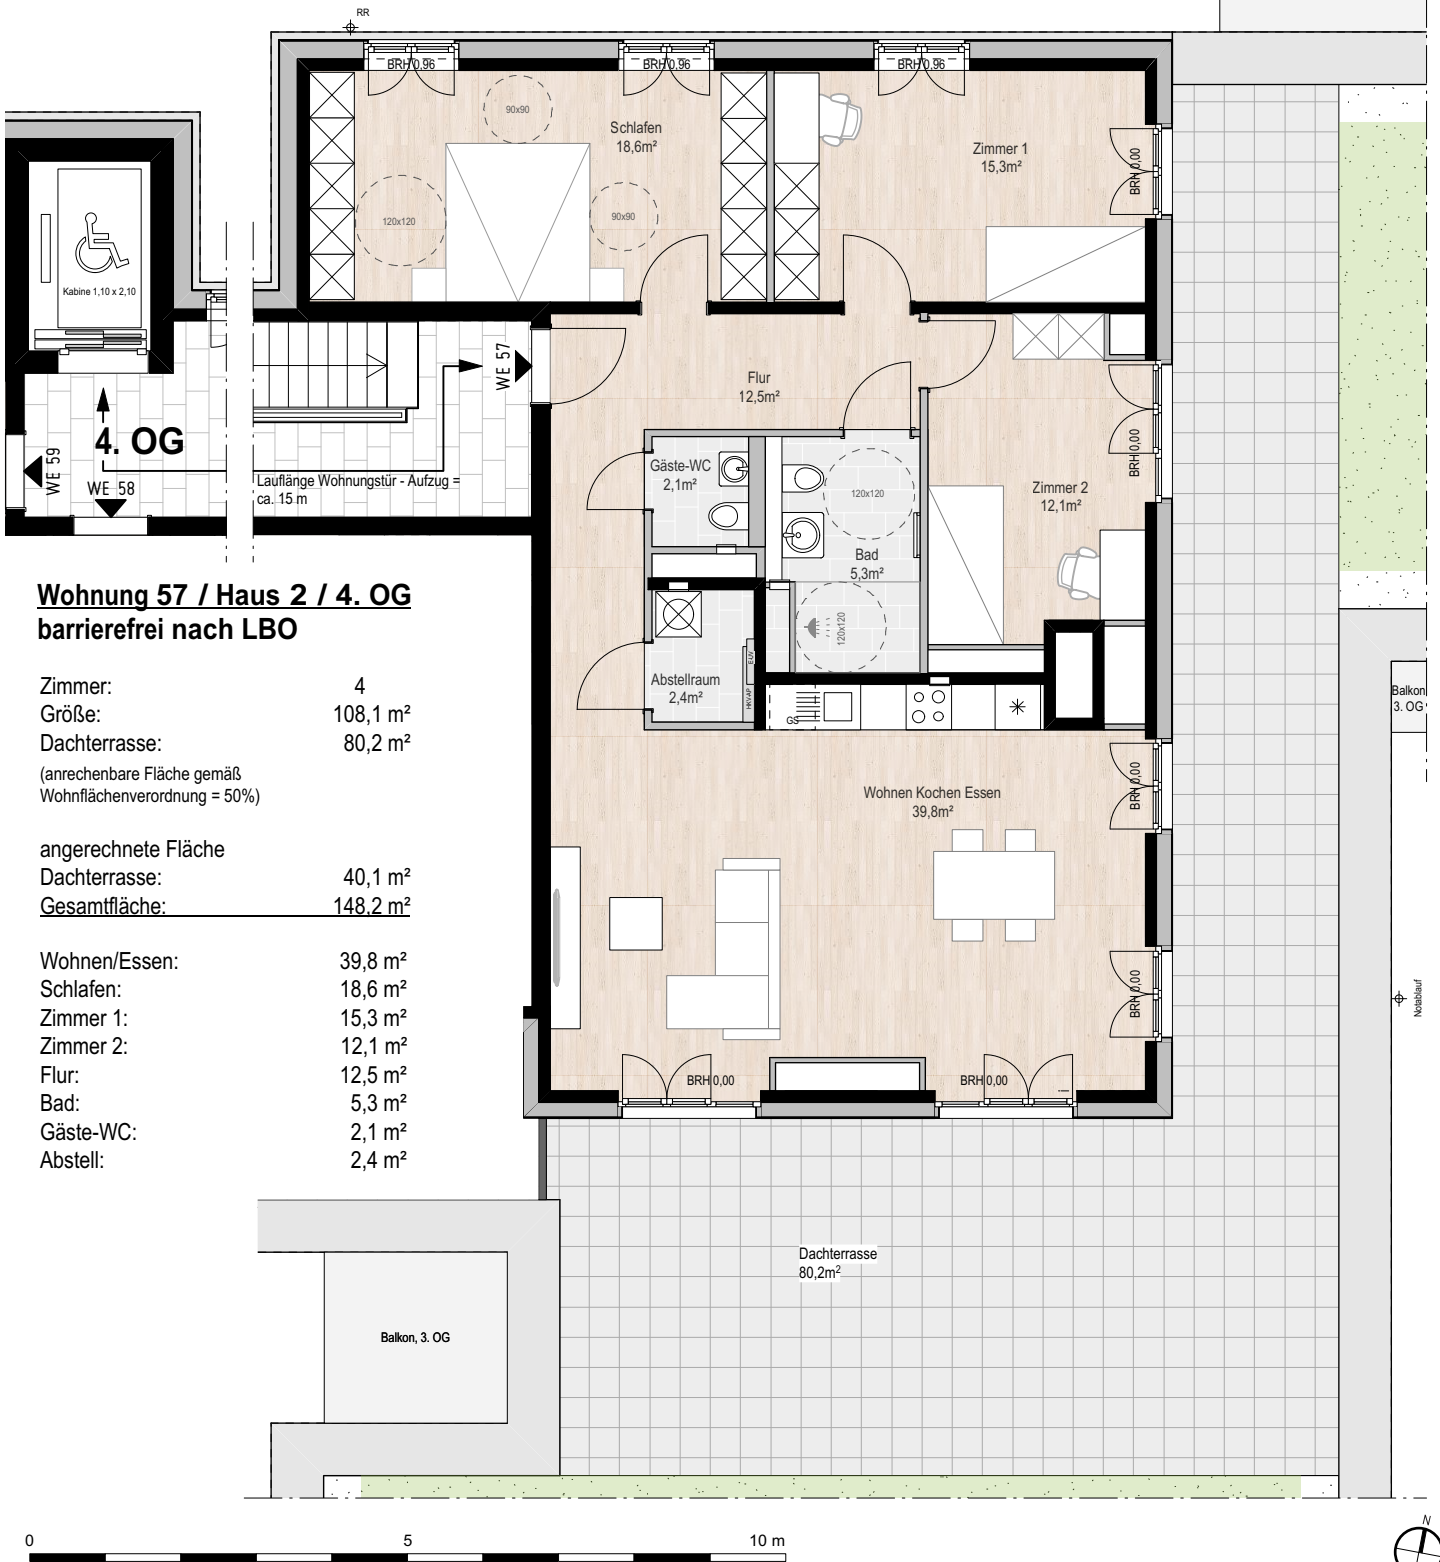 RR
BRH 0,96
BRH 0,96
BRH 0,96
90x90
Schlafen
18,6m²
120x120
90x90
Zimmer 1
15,3m²
BRH 0,00
Kabine 1,10 x 2,10
WE 57
Flur
12,5m²
4. OG
WE 59
WE 58
Lauflänge Wohnungstür - Aufzug =
ca. 15 m
Gäste-WC
2,1m²
120x120
Bad
5,3m²
120x120
Zimmer 2
12,1m²
BRH 0,00
Abstellraum
2,4m²
E-UV
HKV-AP
GS
Wohnung 57 / Haus 2 / 4. OG
barrierefrei nach LBO
Zimmer: 4
Größe: 108,1 m²
Dachterrasse: 80,2 m²
(anrechenbare Fläche gemäß
Wohnflächenverordnung = 50%)
angerechnete Fläche
Dachterrasse: 40,1 m²
Gesamtfläche: 148,2 m²
Wohnen/Essen: 39,8 m²
Schlafen: 18,6 m²
Zimmer 1: 15,3 m²
Zimmer 2: 12,1 m²
Flur: 12,5 m²
Bad: 5,3 m²
Gäste-WC: 2,1 m²
Abstell: 2,4 m²
Wohnen Kochen Essen
39,8m²
BRH 0,00
BRH 0,00
BRH 0,00
BRH 0,00
Balkon,
3. OG
Notablauf
Dachterrasse
80,2m²
Balkon, 3. OG
0 5 10 m
N